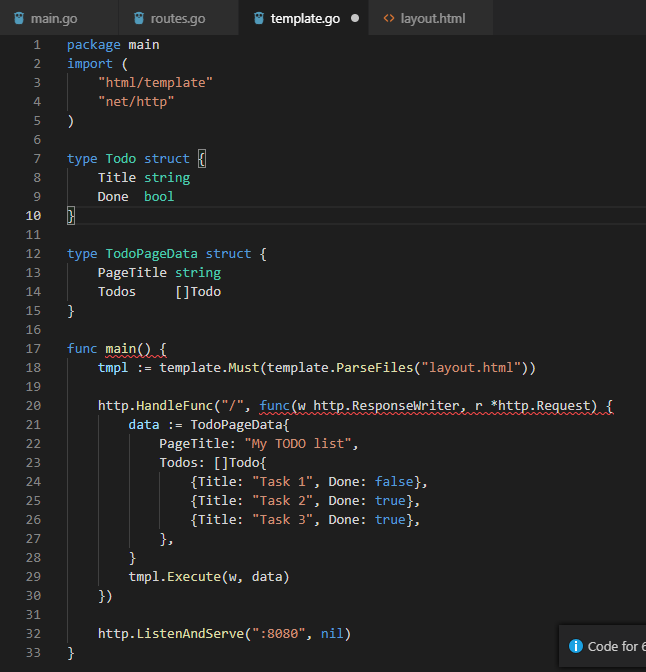 main.go routes.go template.go layout.html
1 package main
2 import (
3 "html/template"
4 "net/http"
5 )
6
7 type Todo struct {
8 Title string
9 Done  bool
10 }
11
12 type TodoPageData struct {
13 PageTitle string
14 Todos     []Todo
15 }
16
17 func main() {
18 tmpl := template.Must(template.ParseFiles("layout.html"))
19
20 http.HandleFunc("/", func(w http.ResponseWriter, r *http.Request) {
21 data := TodoPageData{
22 PageTitle: "My TODO list",
23 Todos: []Todo{
24 {Title: "Task 1", Done: false},
25 {Title: "Task 2", Done: true},
26 {Title: "Task 3", Done: true},
27 },
28 }
29 tmpl.Execute(w, data)
30 })
31
32 http.ListenAndServe(":8080", nil)
33 }
Code for 6